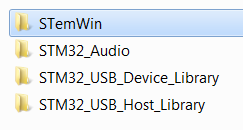 STemWin
STM32_Audio
STM32_USB_Device_Library
STM32_USB_Host_Library